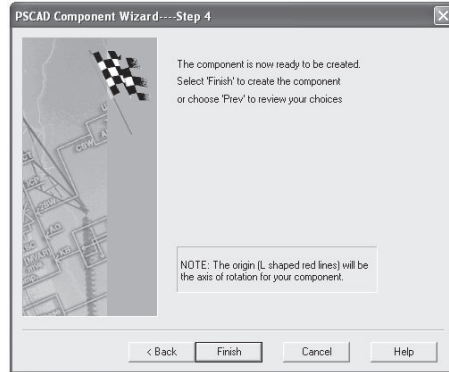 PSCAD Component Wizard----Step 4
The component is now ready to be created.
Select 'Finish' to create the component
or choose 'Prev' to review your choices
NOTE: The origin (L shaped red lines) will be
the axis of rotation for your component.
< Back
Finish
Cancel
Help